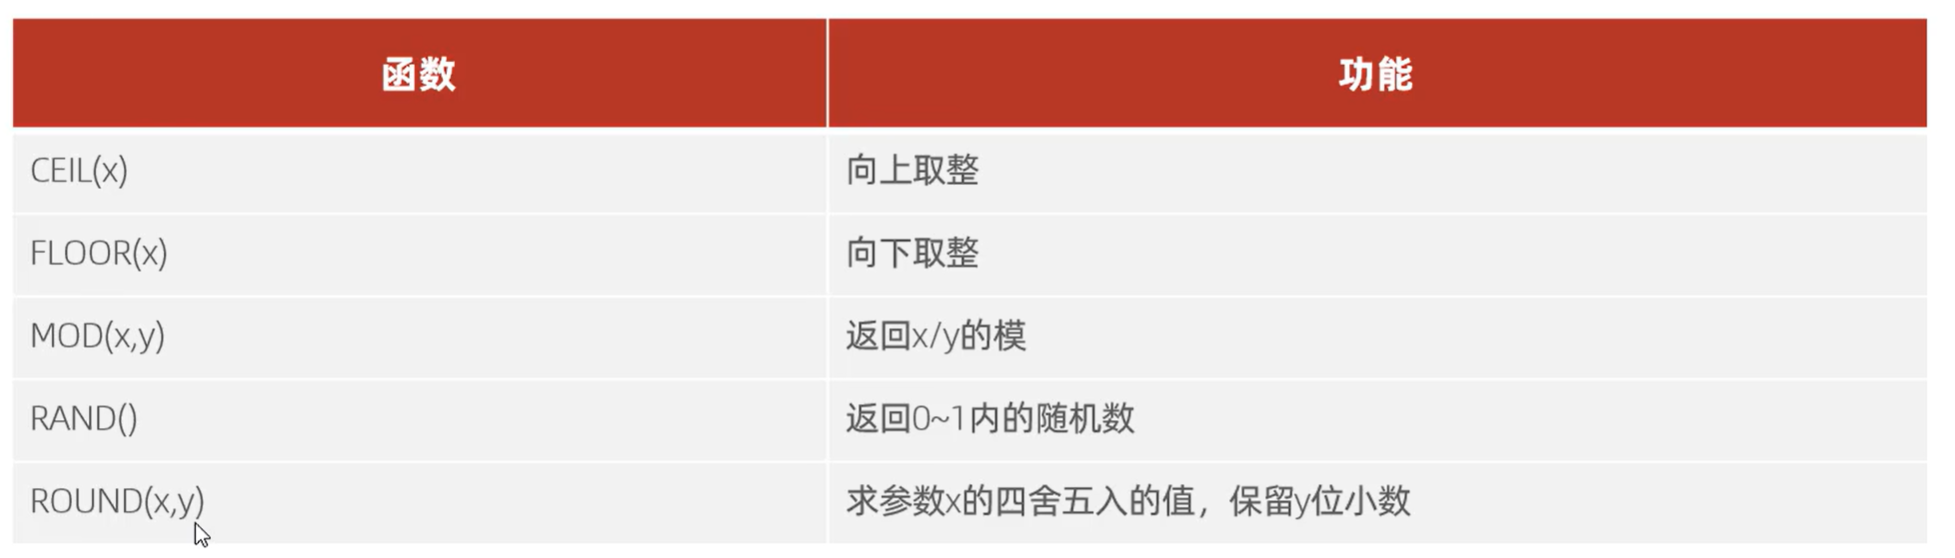 函数 功能
CEIL(x) 向上取整
FLOOR(x) 向下取整
MOD(x,y) 返回x/y的模
RAND() 返回0~1内的随机数
ROUND(x,y) 求参数x的四舍五入的值，保留y位小数